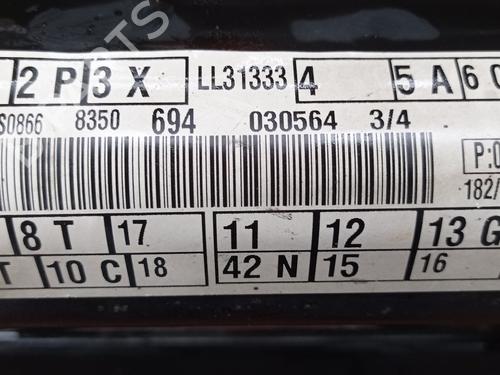 2 P 3 X LL31333 4 5 A 6
S0866 8350 694 030564 3/4
P:0
182/
8 T 17 11 12 13 G
T 10 C 18 42 N 15 16